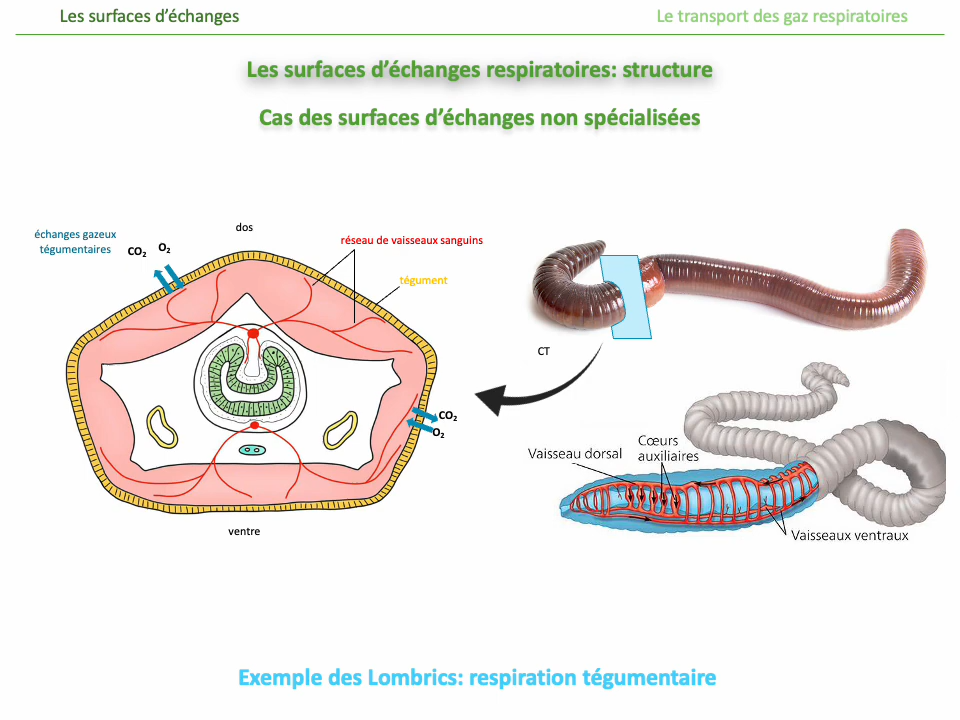 Les surfaces d’échanges
Le transport des gaz respiratoires
Les surfaces d’échanges respiratoires: structure
Cas des surfaces d’échanges non spécialisées
échanges gazeux
tégumentaires
CO₂
O₂
dos
réseau de vaisseaux sanguins
tégument
CT
CO₂
O₂
ventre
Vaisseau dorsal
Cœurs
auxiliaires
Vaisseaux ventraux
Exemple des Lombrics: respiration tégumentaire